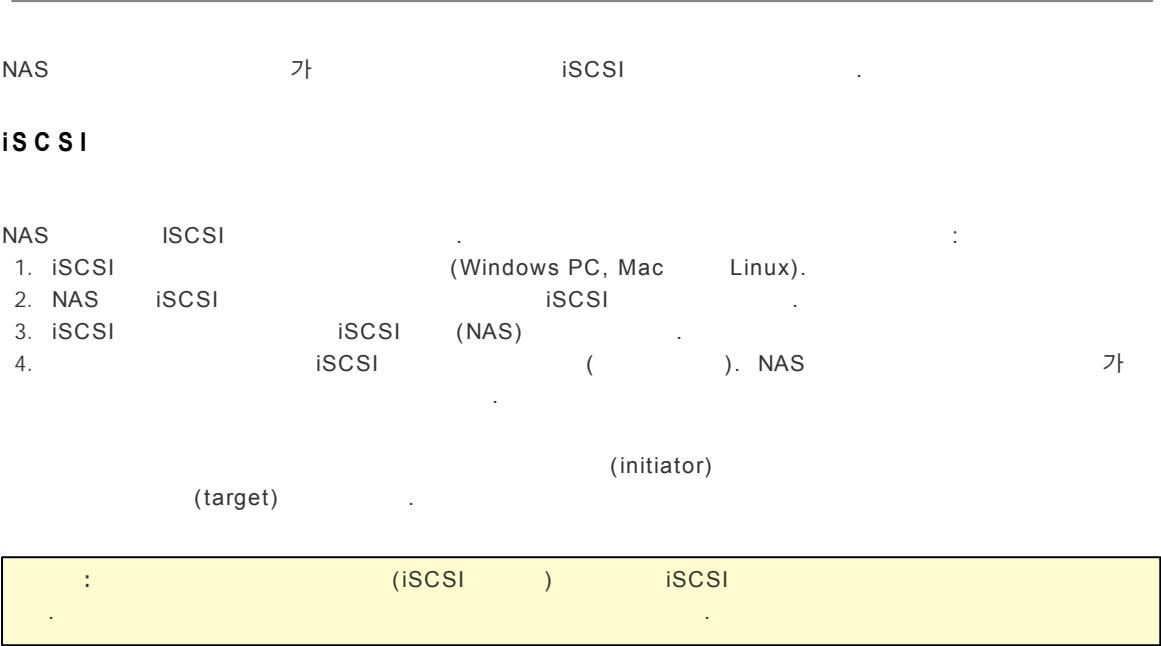 NAS 가 iSCSI .
iSCSI
NAS ISCSI . :
1. iSCSI (Windows PC, Mac Linux).
2. NAS iSCSI iSCSI .
3. iSCSI iSCSI (NAS) .
4. iSCSI ( ). NAS 가
.
(initiator)
(target) .
: (iSCSI ) iSCSI
. .